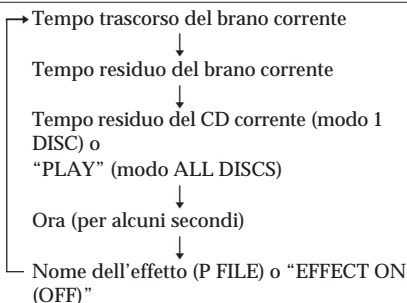 Tempo trascorso del brano corrente
Tempo residuo del brano corrente
Tempo residuo del CD corrente (modo 1
DISC) o
“PLAY” (modo ALL DISCS)
Ora (per alcuni secondi)
Nome dell’effetto (P FILE) o “EFFECT ON
(OFF)”